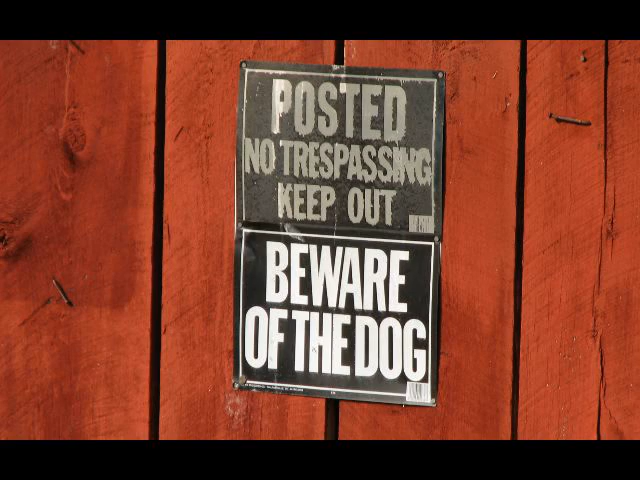 POSTED
NO TRESPASSING
KEEP OUT
BEWARE
OF THE DOG